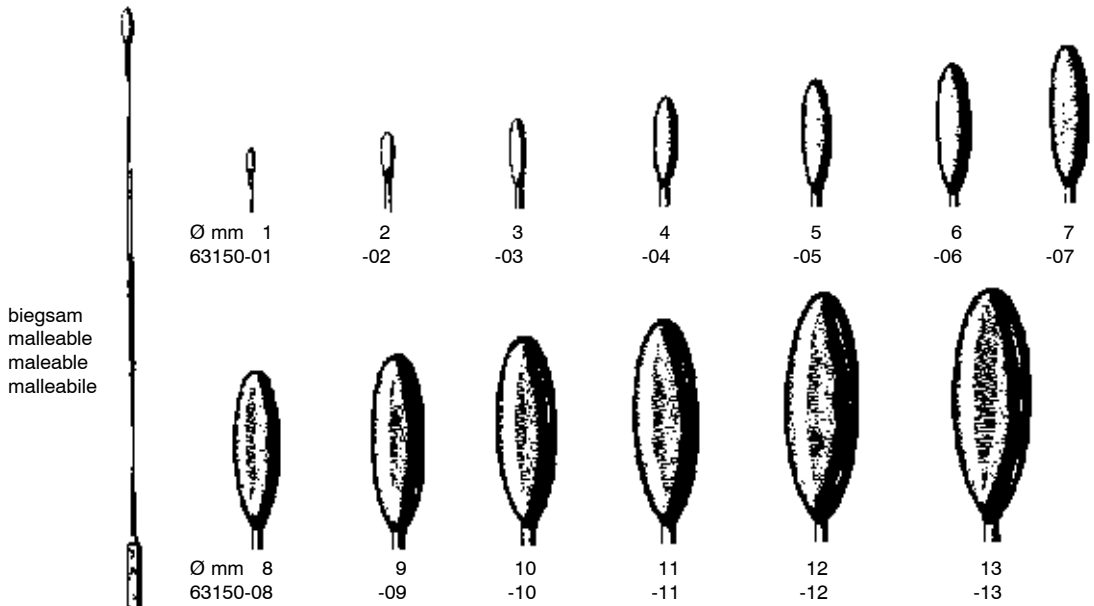 Ø mm 1 2 3 4 5 6 7
63150-01 -02 -03 -04 -05 -06 -07
biegsam
malleable
maleable
malleabile
Ø mm 8 9 10 11 12 13
63150-08 -09 -10 -11 -12 -13